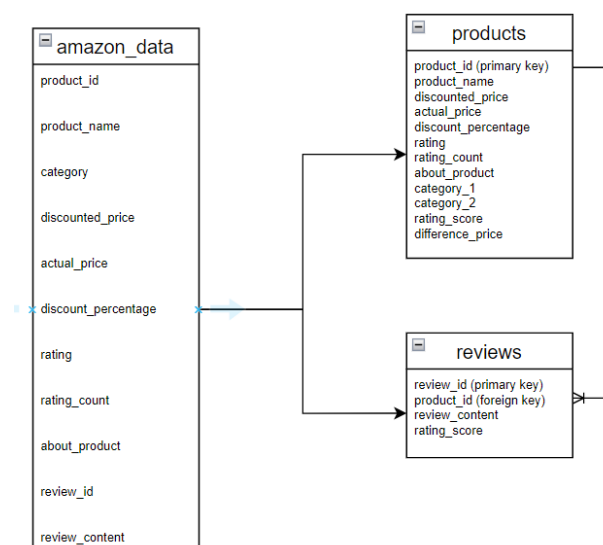 amazon_data
product_id
product_name
category
discounted_price
actual_price
discount_percentage
rating
rating_count
about_product
review_id
review_content
products
product_id (primary key)
product_name
discounted_price
actual_price
discount_percentage
rating
rating_count
about_product
category_1
category_2
rating_score
difference_price
reviews
review_id (primary key)
product_id (foreign key)
review_content
rating_score